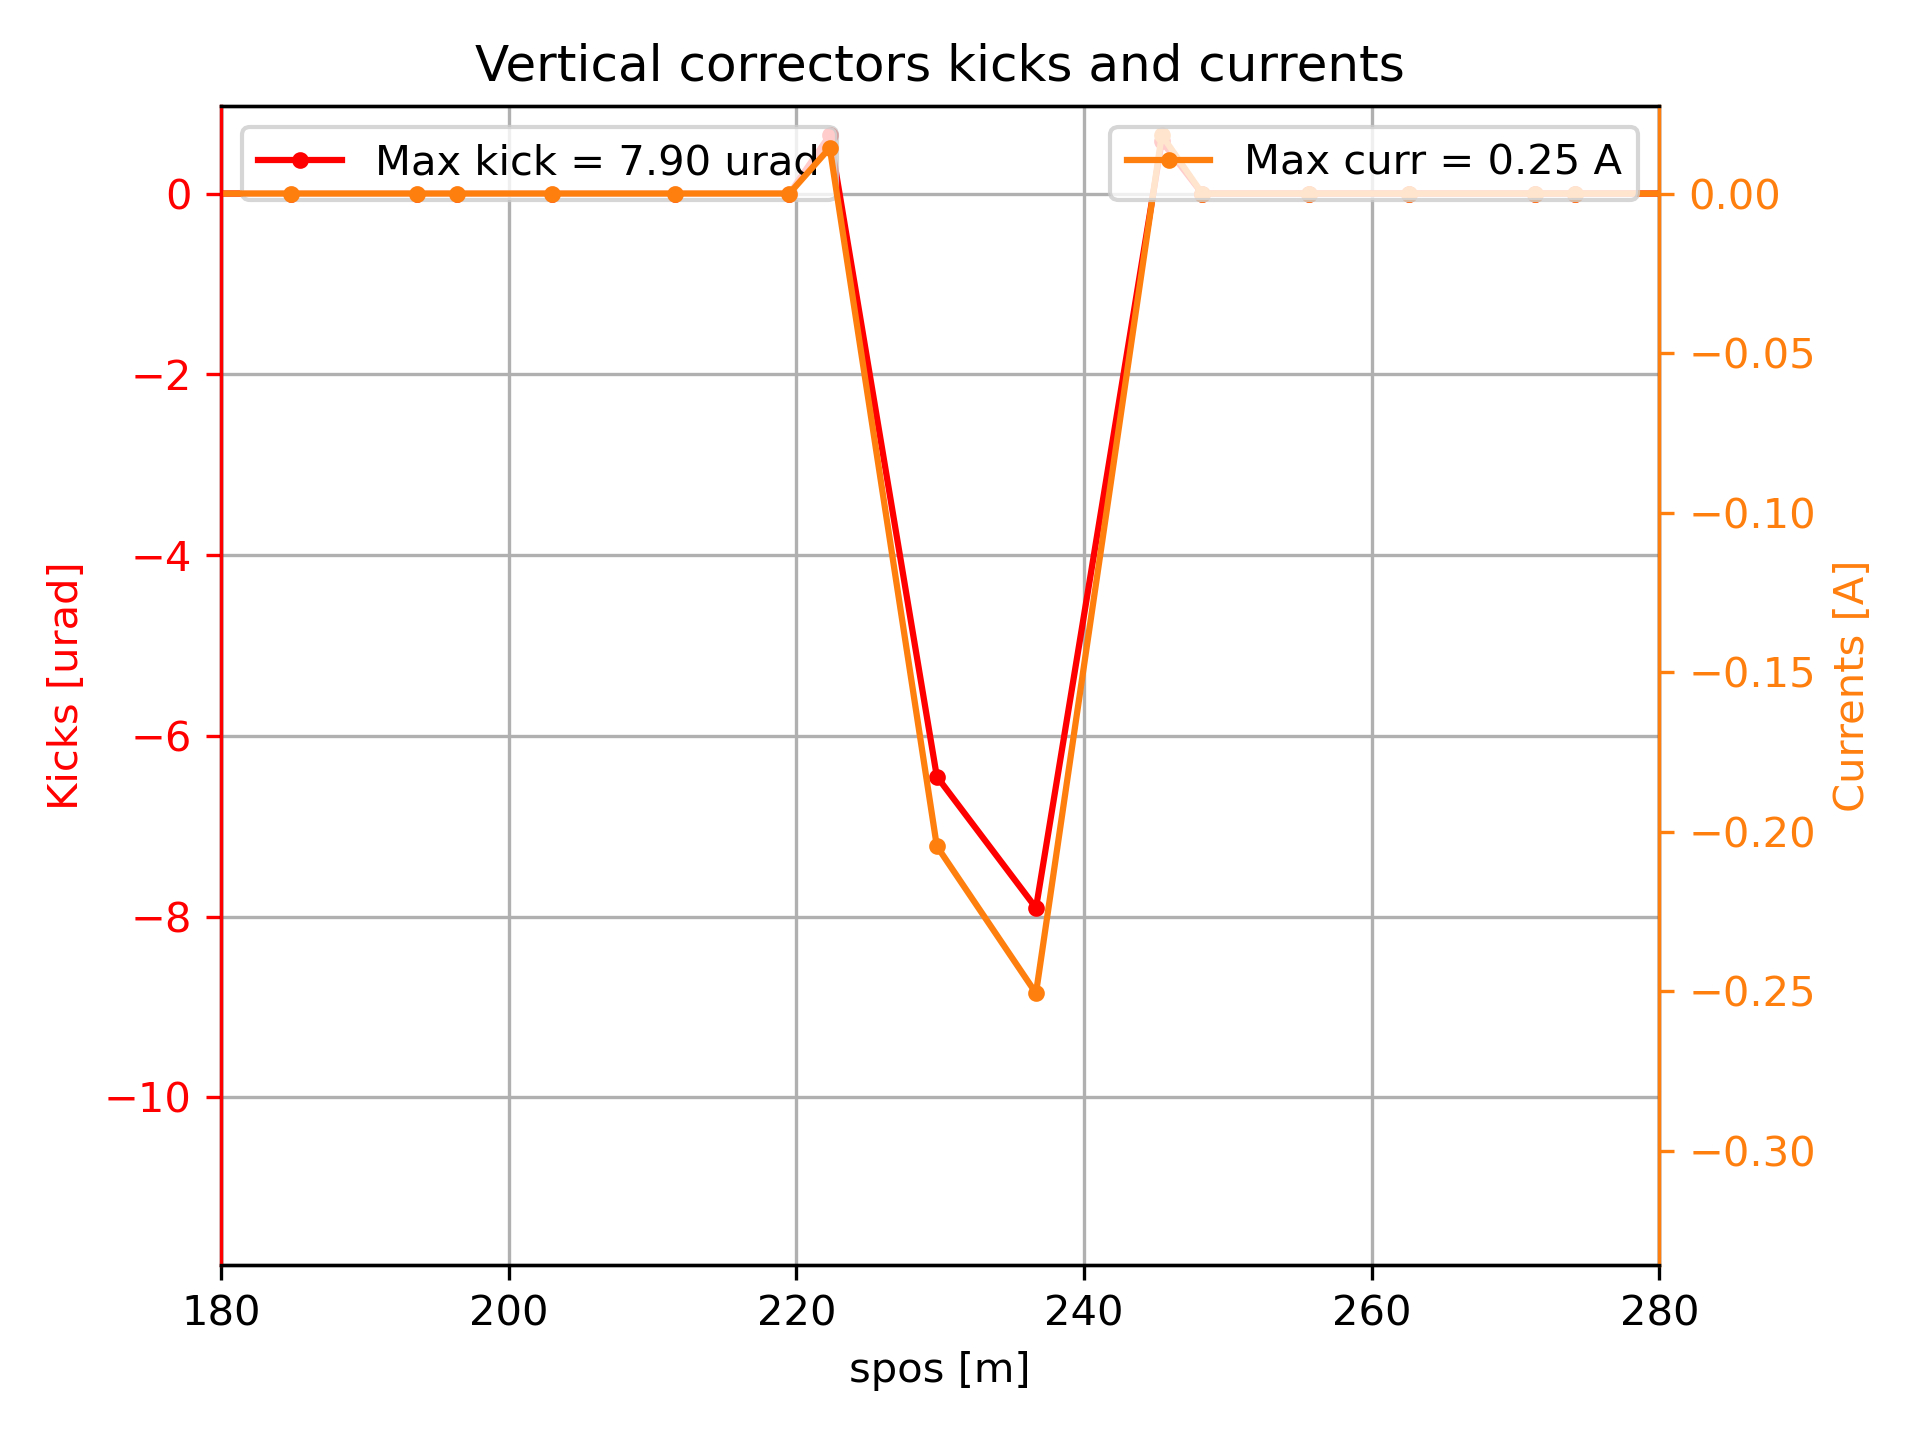 Vertical correctors kicks and currents
Max kick = 7.90 urad
Max curr = 0.25 A
0
−2
−4
−6
−8
−10
Kicks [urad]
0.00
−0.05
−0.10
−0.15
−0.20
−0.25
−0.30
Currents [A]
180 200 220 240 260 280
spos [m]